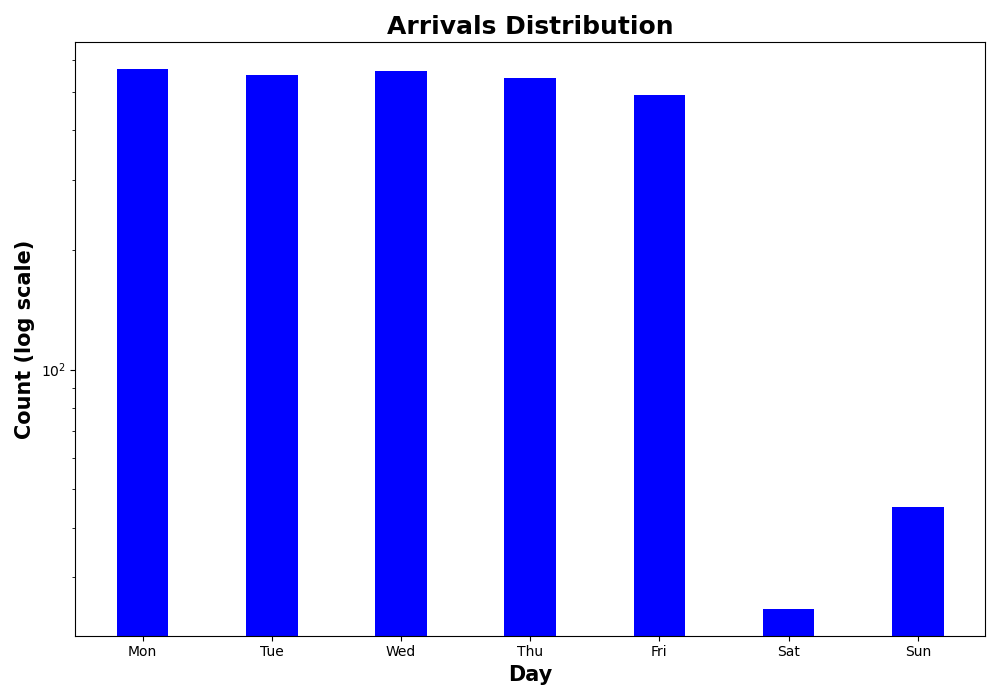 Arrivals Distribution
Count (log scale)
10²
Mon Tue Wed Thu Fri Sat Sun
Day